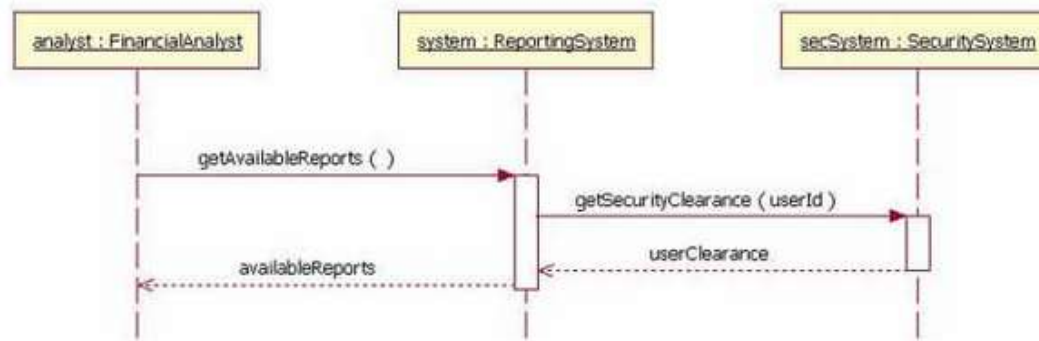 analyst : FinancialAnalyst
system : ReportingSystem
secSystem : SecuritySystem
getAvailableReports ( )
getSecurityClearance ( userId )
userClearance
availableReports